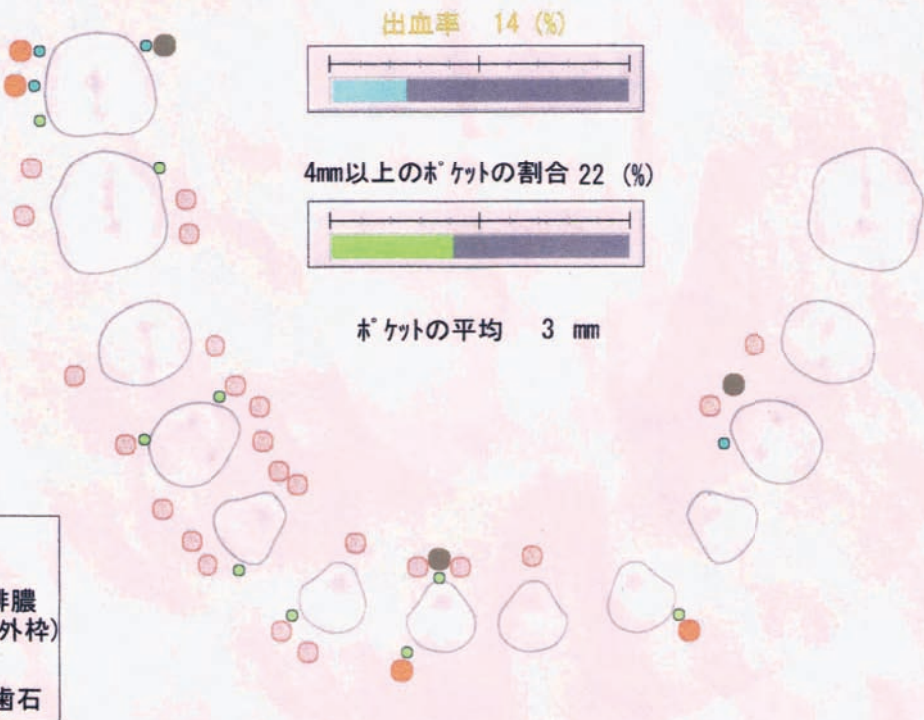 出血率 14 (%)
4mm以上のポケットの割合 22 (%)
ポケットの平均 3 mm
排膿
外枠)
歯石